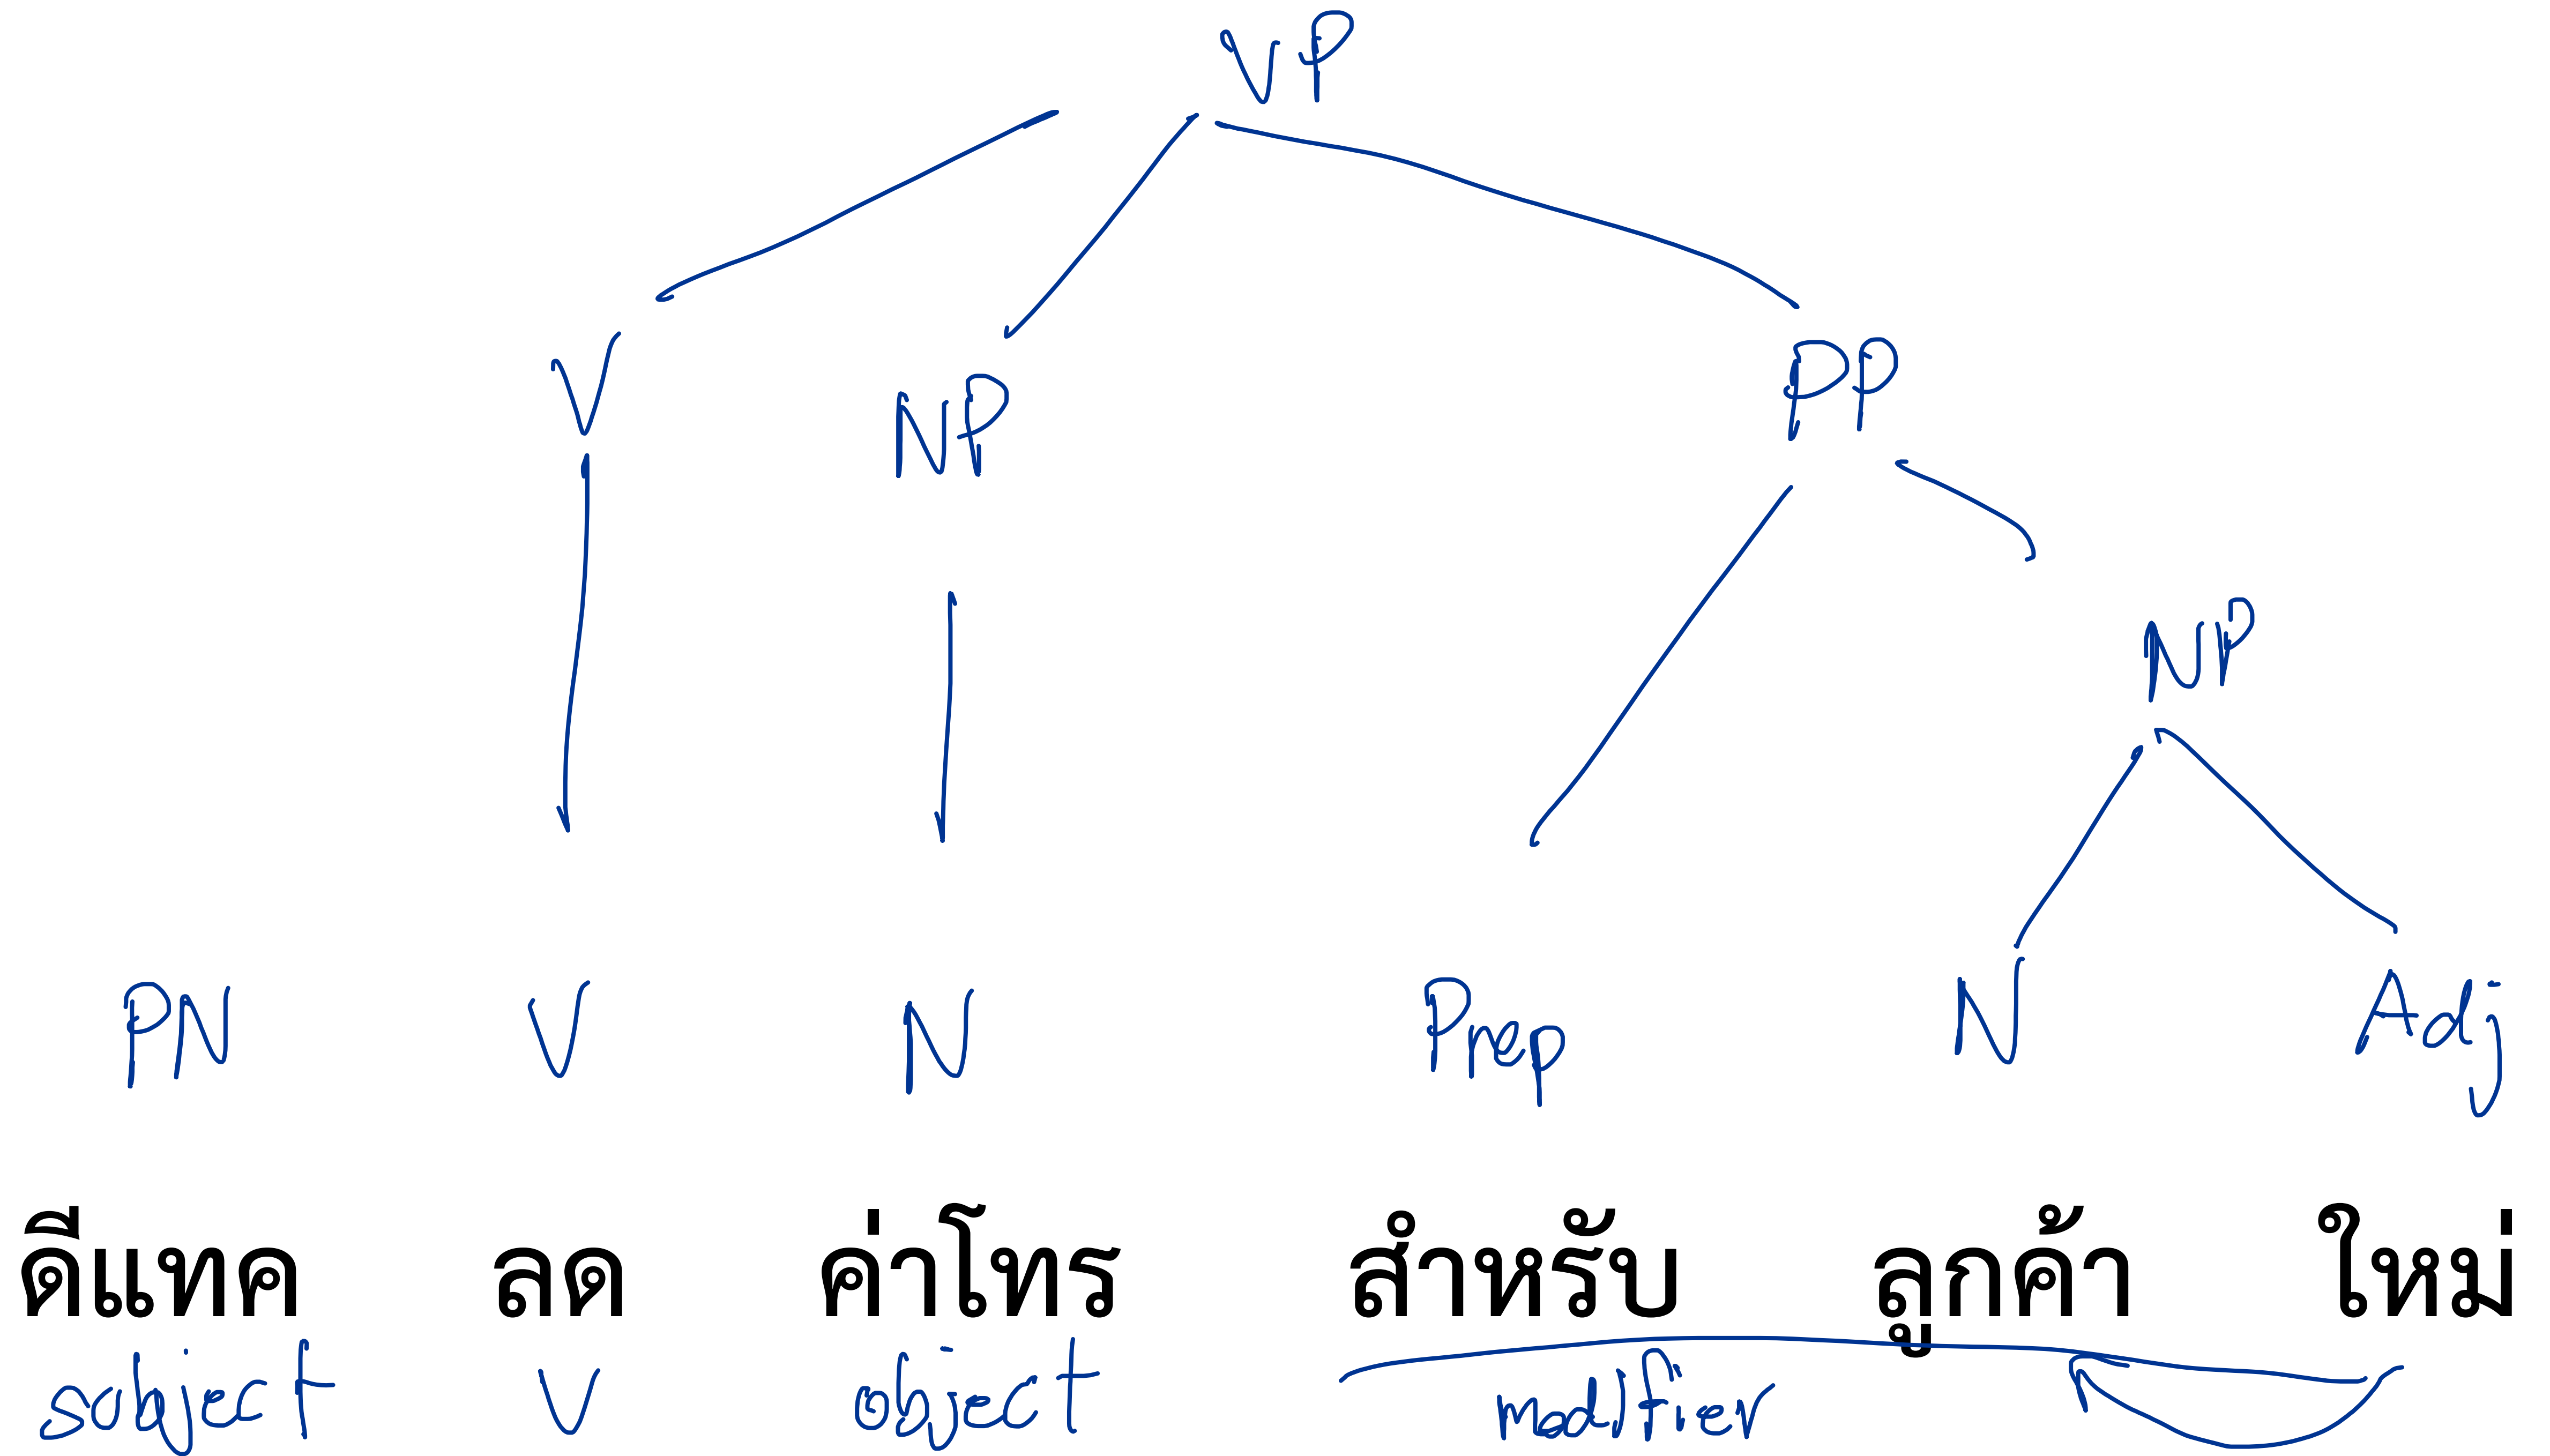 VP
V NP PP
NP
PN V N Prep N Adj
ดีแทค ลด ค่าโทร สำหรับ ลูกค้า ใหม่
subject V object modifier